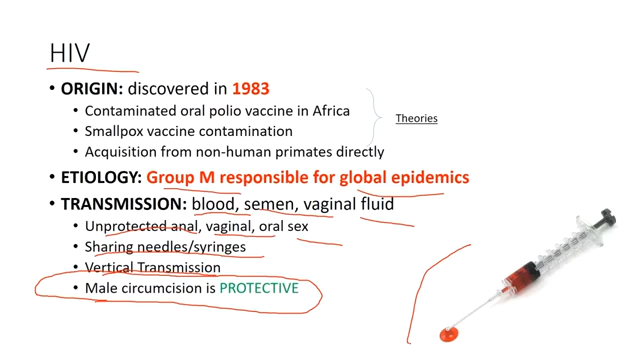 HIV
• ORIGIN: discovered in 1983
• Contaminated oral polio vaccine in Africa
• Smallpox vaccine contamination
• Acquisition from non-human primates directly
Theories
• ETIOLOGY: Group M responsible for global epidemics
• TRANSMISSION: blood, semen, vaginal fluid
• Unprotected anal, vaginal, oral sex
• Sharing needles/syringes
• Vertical Transmission
• Male circumcision is PROTECTIVE